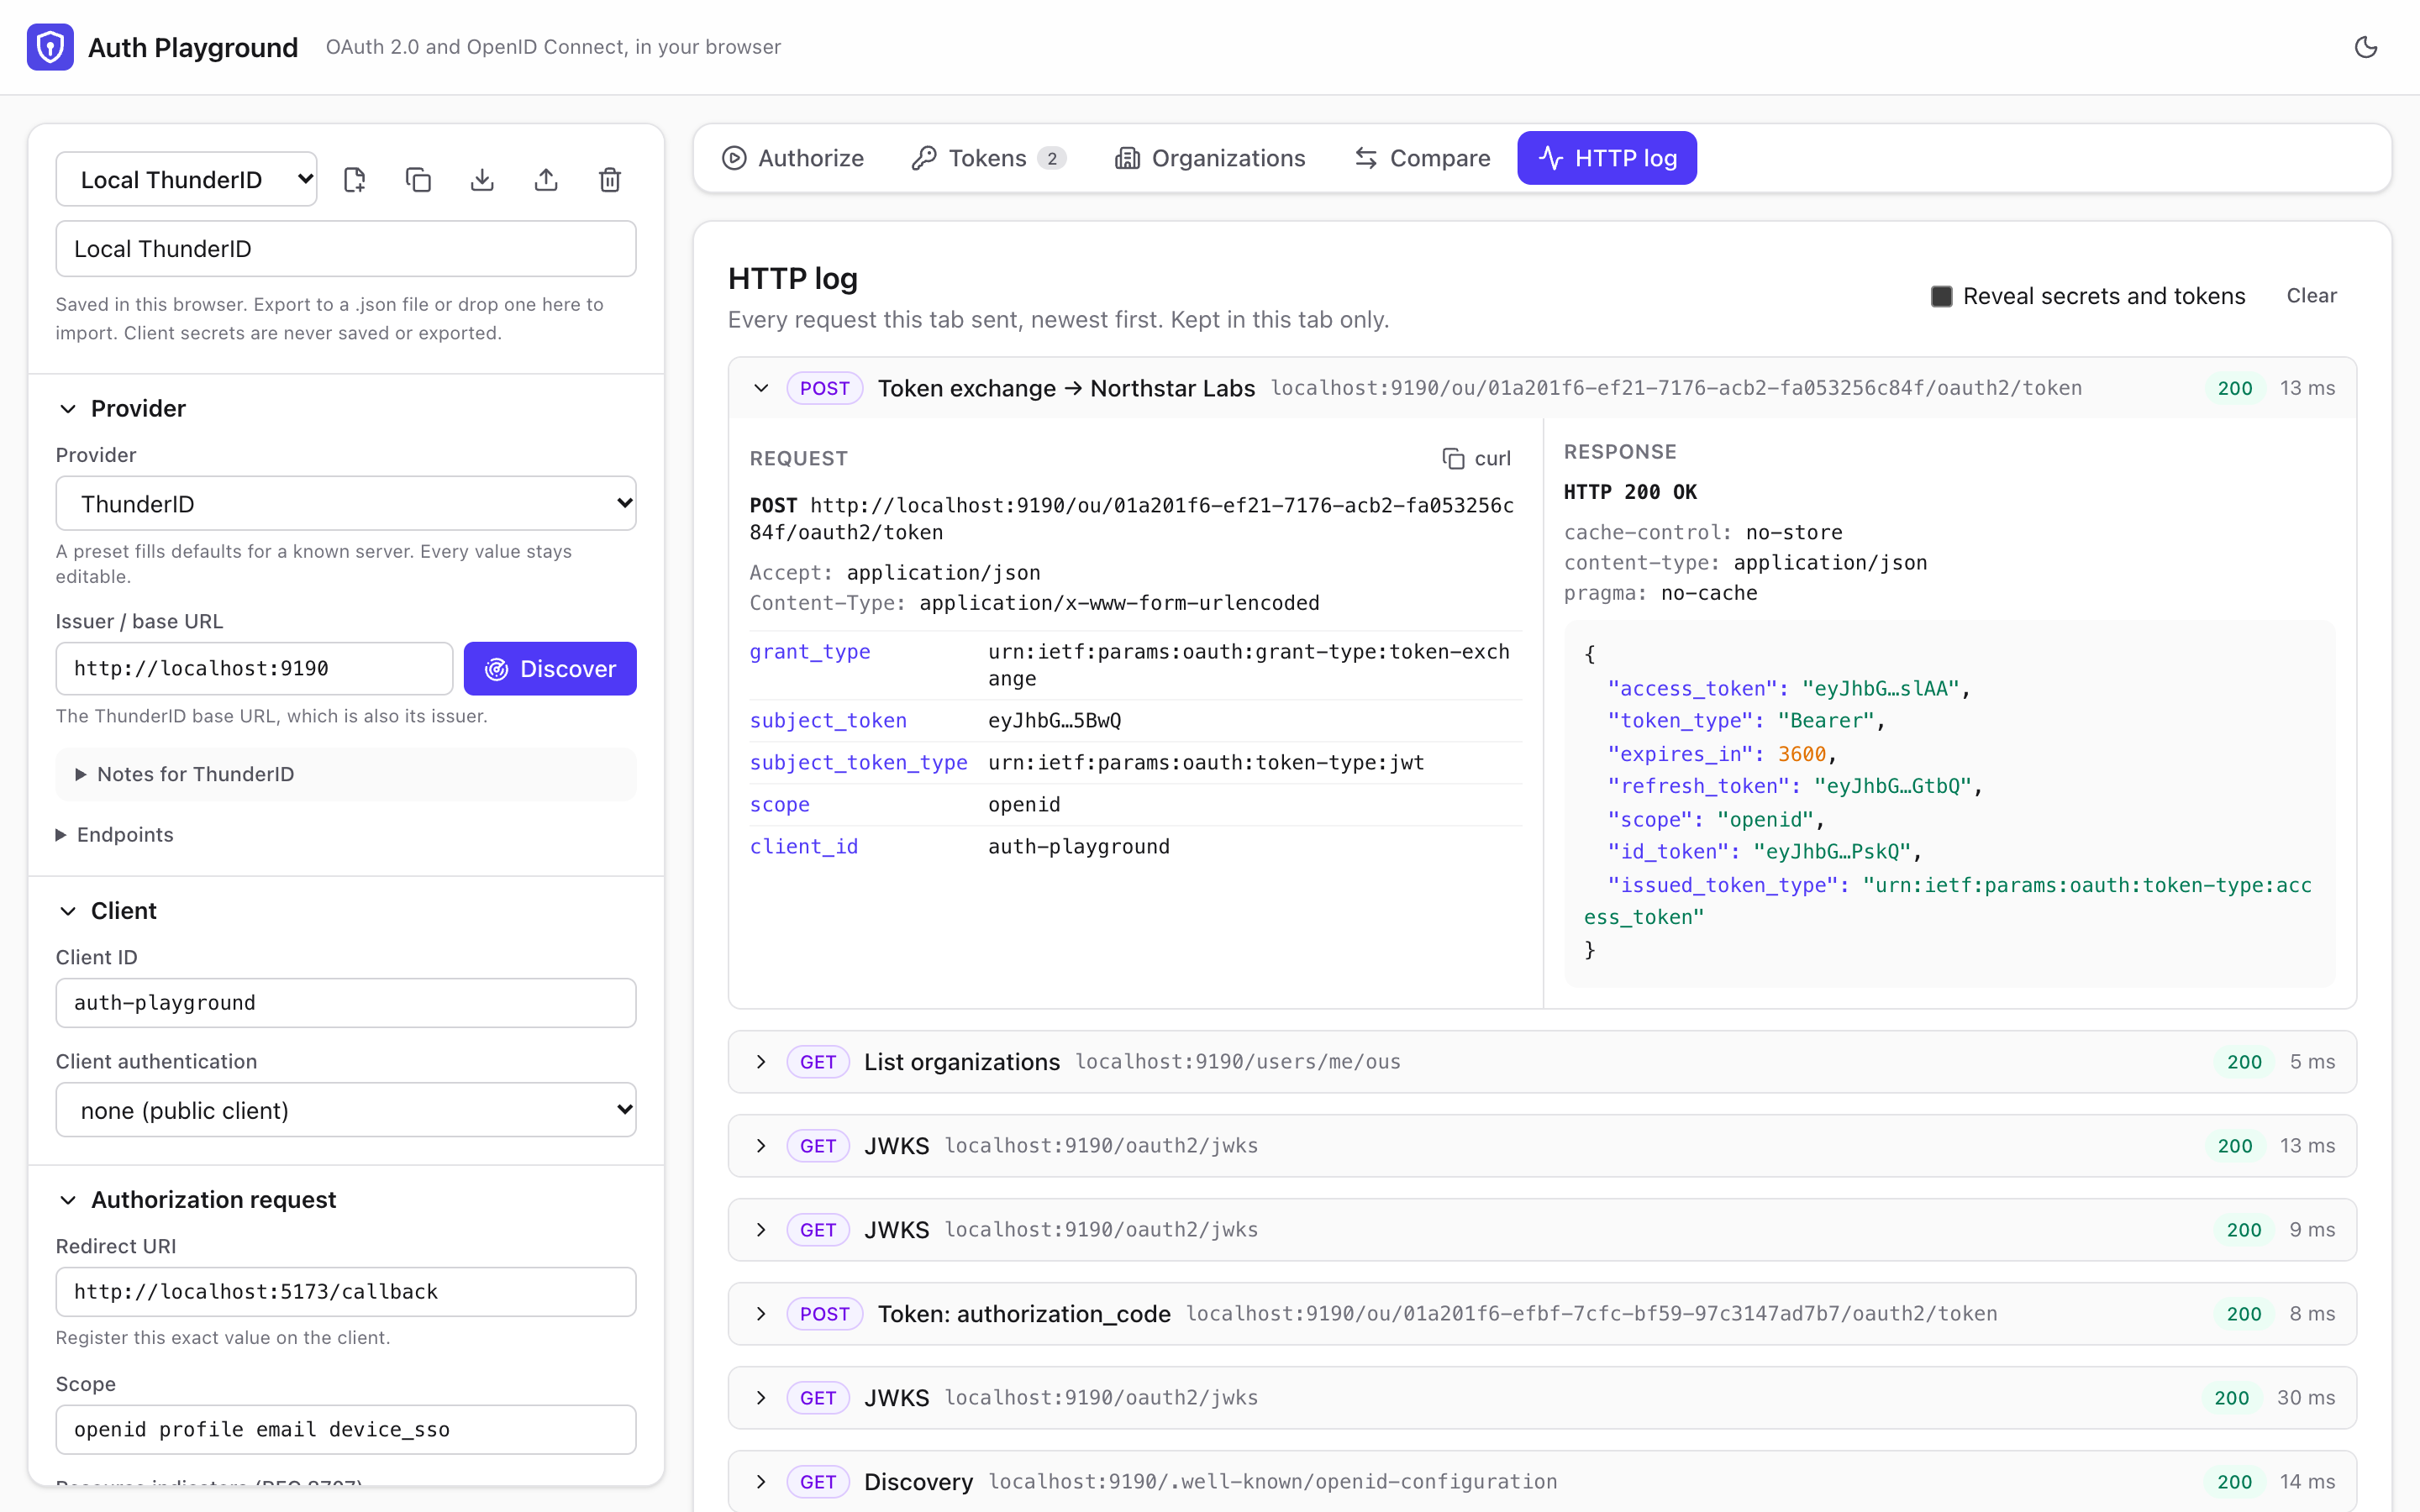 Auth Playground
OAuth 2.0 and OpenID Connect, in your browser
Local ThunderID
Local ThunderID
Saved in this browser. Export to a .json file or drop one here to
import. Client secrets are never saved or exported.
Provider
Provider
ThunderID
A preset fills defaults for a known server. Every value stays
editable.
Issuer / base URL
http://localhost:9190
Discover
The ThunderID base URL, which is also its issuer.
Notes for ThunderID
Endpoints
Client
Client ID
auth-playground
Client authentication
none (public client)
Authorization request
Redirect URI
http://localhost:5173/callback
Register this exact value on the client.
Scope
openid profile email device_sso
Authorize
Tokens 2
Organizations
Compare
HTTP log
HTTP log
Every request this tab sent, newest first. Kept in this tab only.
Reveal secrets and tokens
Clear
POST Token exchange → Northstar Labs localhost:9190/ou/01a201f6-ef21-7176-acb2-fa053256c84f/oauth2/token 200 13 ms
REQUEST
curl
POST http://localhost:9190/ou/01a201f6-ef21-7176-acb2-fa053256c
84f/oauth2/token
Accept: application/json
Content-Type: application/x-www-form-urlencoded
grant_type urn:ietf:params:oauth:grant-type:token-exch
ange
subject_token eyJhbG…5BwQ
subject_token_type urn:ietf:params:oauth:token-type:jwt
scope openid
client_id auth-playground
RESPONSE
HTTP 200 OK
cache-control: no-store
content-type: application/json
pragma: no-cache
{
"access_token": "eyJhbG…slAA",
"token_type": "Bearer",
"expires_in": 3600,
"refresh_token": "eyJhbG…GtbQ",
"scope": "openid",
"id_token": "eyJhbG…PskQ",
"issued_token_type": "urn:ietf:params:oauth:token-type:acc
ess_token"
}
GET List organizations localhost:9190/users/me/ous 200 5 ms
GET JWKS localhost:9190/oauth2/jwks 200 13 ms
GET JWKS localhost:9190/oauth2/jwks 200 9 ms
POST Token: authorization_code localhost:9190/ou/01a201f6-efbf-7cfc-bf59-97c3147ad7b7/oauth2/token 200 8 ms
GET JWKS localhost:9190/oauth2/jwks 200 30 ms
GET Discovery localhost:9190/.well-known/openid-configuration 200 14 ms